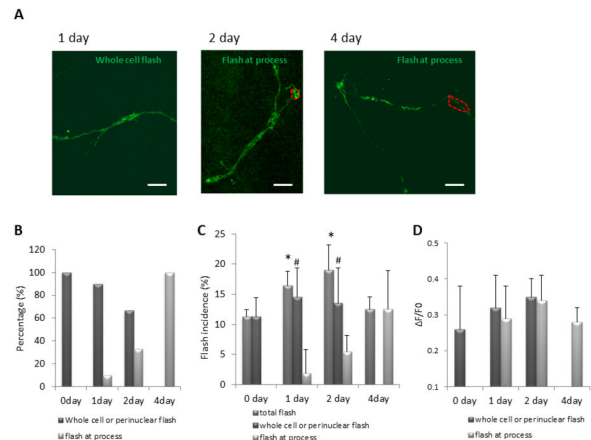 A
1 day
2 day
4 day
Whole cell flash
Flash at process
Flash at process
B
120
100
80
60
40
20
0
Percentage (%)
0day
1day
2day
4day
Whole cell or perinuclear flash
flash at process
C
25
20
15
10
5
0
Flash incidence (%)
*
#
*
#
0 day
1 day
2 day
4day
total flash
whole cell or perinuclear flash
flash at process
D
0.5
0.4
0.3
0.2
0.1
ΔF/F0
0 day
1 day
2 day
4day
whole cell or perinuclear flash
flash at process